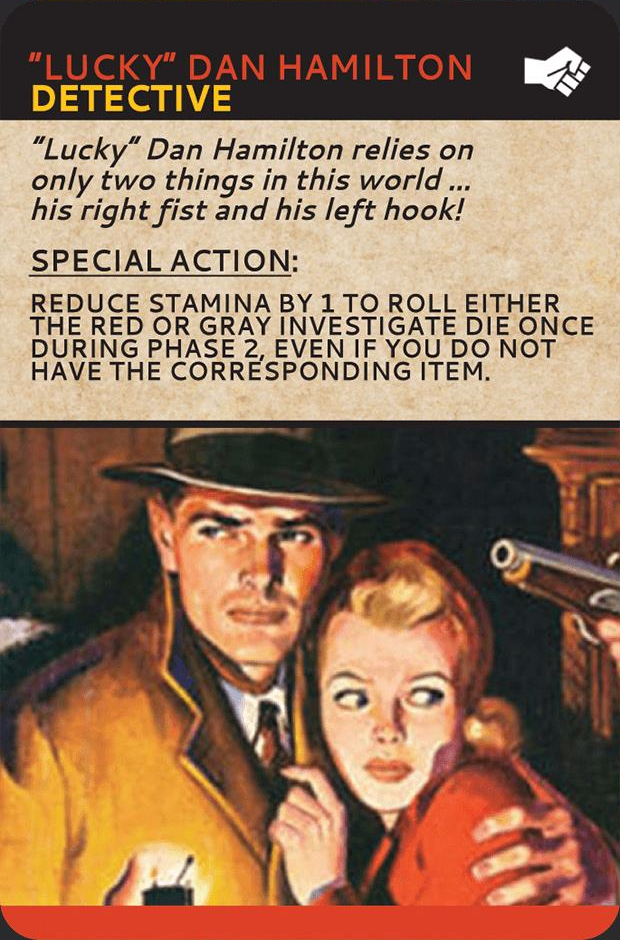 "LUCKY" DAN HAMILTON
DETECTIVE
"Lucky" Dan Hamilton relies on
only two things in this world ...
his right fist and his left hook!
SPECIAL ACTION:
REDUCE STAMINA BY 1 TO ROLL EITHER
THE RED OR GRAY INVESTIGATE DIE ONCE
DURING PHASE 2, EVEN IF YOU DO NOT
HAVE THE CORRESPONDING ITEM.